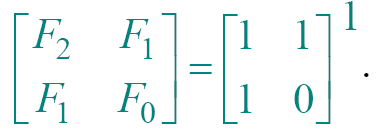 [F₂ F₁] = [1 1]¹.
[F₁ F₀]   [1 0]